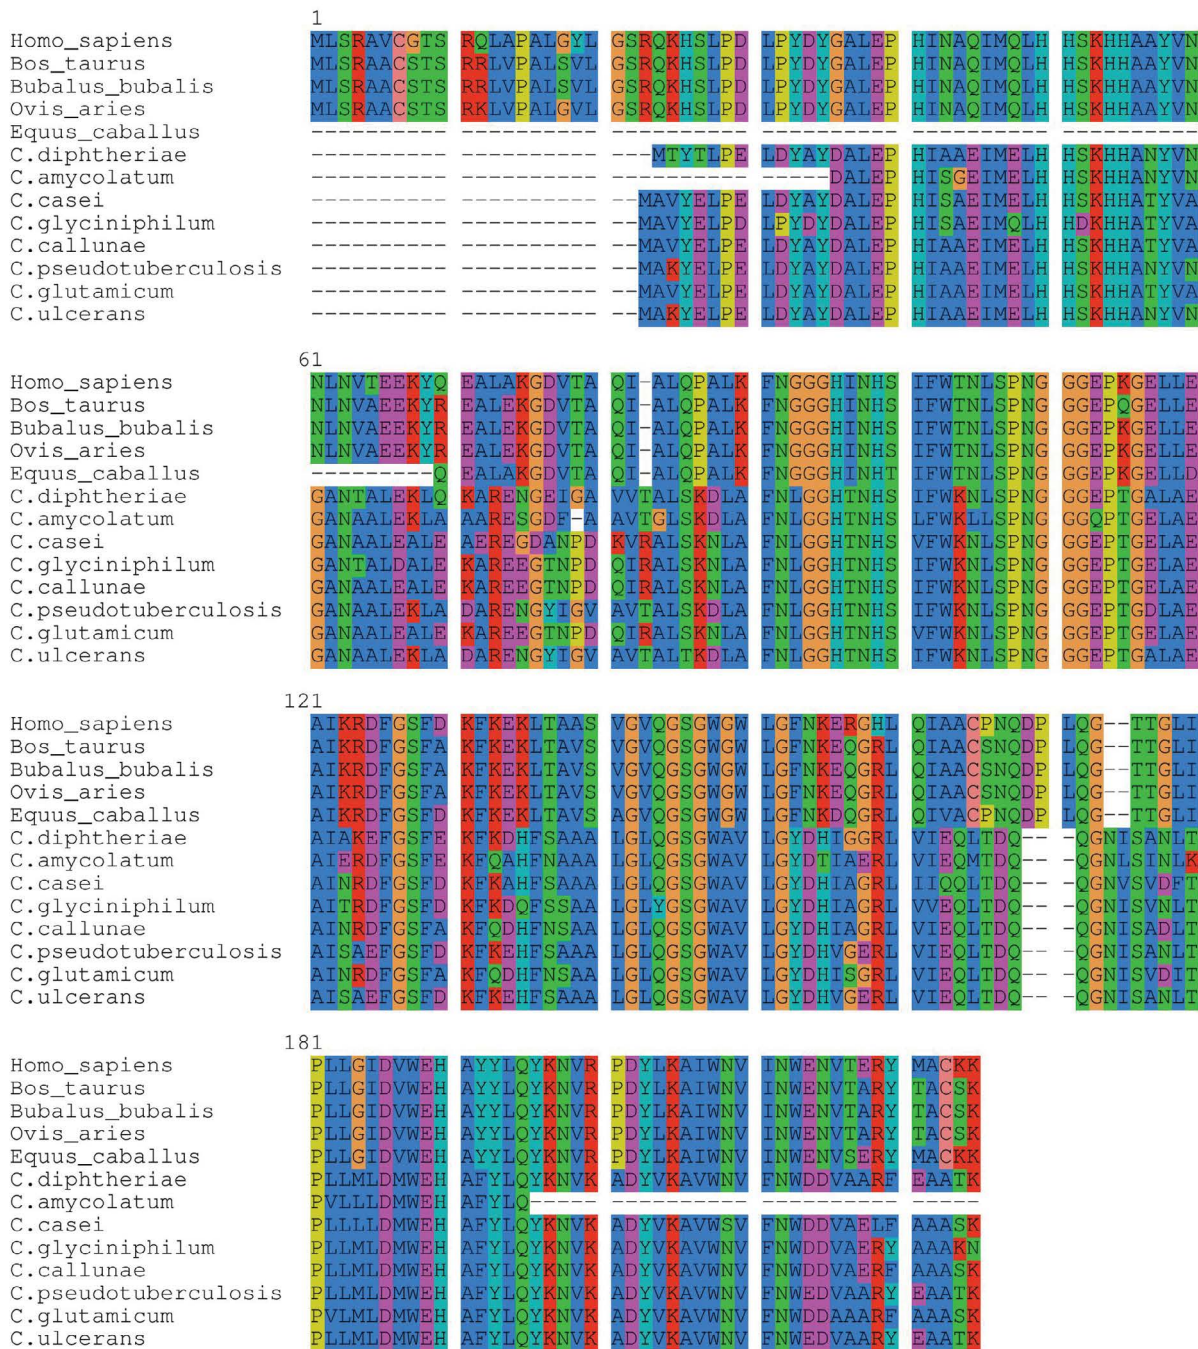 1
Homo_sapiens MLSRAVCGTS RQLAPALGYL GSRQKHSLPD LPYDYGALEP HINAQIMQLH HSKHHAAYVN
Bos_taurus MLSRAACSTS RRLVPALSVL GSRQKHSLPD LPYDYGALEP HINAQIMQLH HSKHHAAYVN
Bubalus_bubalis MLSRAACSTS RRLVPALSVL GSRQKHSLPD LPYDYGALEP HINAQIMQLH HSKHHAAYVN
Ovis_aries MLSRAACSTS RKLVPALGVL GSRQKHSLPD LPYDYGALEP HINAQIMQLH HSKHHAAYVN
Equus_caballus ---------- ---------- ---------- ---------- ---------- ----------
C.diphtheriae ---------- ---------- ---MTYTLPE LDYAYDALEP HIAAEIMELH HSKHHANYVN
C.amycolatum ---------- ---------- ---------- -----DALEP HISGEIMELH HSKHHANYVN
C.casei ---------- ---------- --MAVYELPE LDYAYDALEP HISAEIMELH HSKHHATYVA
C.glyciniphilum ---------- ---------- --MAVYELPD LPYDYDALEP HISAEIMQLH HDKHHATYVA
C.callunae ---------- ---------- --MAVYELPE LDYAYDALEP HIAAEIMELH HSKHHATYVA
C.pseudotuberculosis ---------- ---------- --MAKYELPE LDYAYDALEP HIAAEIMELH HSKHHANYVN
C.glutamicum ---------- ---------- --MAVYELPE LDYAYDALEP HIAAEIMELH HSKHHATYVA
C.ulcerans ---------- ---------- --MAKYELPE LDYAYDALEP HIAAEIMELH HSKHHANYVN
61
Homo_sapiens NLNVTEEKYQ EALAKGDVTA QI-ALQPALK FNGGGHINHS IFWTNLSPNG GGEPKGELLE
Bos_taurus NLNVAEEKYR EALEKGDVTA QI-ALQPALK FNGGGHINHS IFWTNLSPNG GGEPQGELLE
Bubalus_bubalis NLNVAEEKYR EALEKGDVTA QI-ALQPALK FNGGGHINHS IFWTNLSPNG GGEPKGELLE
Ovis_aries NLNVAEEKYR EALEKGDVTA QI-ALQPALK FNGGGHINHS IFWTNLSPNG GGEPKGELLE
Equus_caballus ---------Q EALAKGDVTA QI-ALQPALK FNGGGHINHT IFWTNLSPNG GGEPKGELLD
C.diphtheriae GANTALEKLQ KARENGEIGA VVTALSKDLA FNLGGHTNHS IFWKNLSPNG GGEPTGALAE
C.amycolatum GANAALEKLA AARESGDF-A AVTGLSKDLA FNLGGHTNHS LFWKLLSPNG GGQPTGELAE
C.casei GANAALEALE AEREGDANPD KVRALSKNLA FNLGGHTNHS VFWKNLSPNG GGEPTGELAE
C.glyciniphilum GANTALDALE KAREEGTNPD QIRALSKNLA FNLGGHTNHS IFWKNLSPNG GGEPTGELAE
C.callunae GANAALEALE KAREEGTNPD QIRALSKNLA FNLGGHTNHS IFWKNLSPNG GGEPTGELAE
C.pseudotuberculosis GANAALEKLA DARENGYIGV AVTALSKDLA FNLGGHTNHS IFWKNLSPNG GGEPTGDLAE
C.glutamicum GANAALEALE KAREEGTNPD QIRALSKNLA FNLGGHTNHS VFWKNLSPNG GGEPTGELAE
C.ulcerans GANAALEKLA DARENGYIGV AVTALTKDLA FNLGGHTNHS IFWKNLSPNG GGEPTGALAE
121
Homo_sapiens AIKRDFGSFD KFKEKLTAAS VGVQGSGWGW LGFNKERGHL QIAACPNQDP LQG--TTGLI
Bos_taurus AIKRDFGSFA KFKEKLTAVS VGVQGSGWGW LGFNKEQGRL QIAACSNQDP LQG--TTGLI
Bubalus_bubalis AIKRDFGSFA KFKEKLTAVS VGVQGSGWGW LGFNKEQGRL QIAACSNQDP LQG--TTGLI
Ovis_aries AIKRDFGSFA KFKEKLTAVS VGVQGSGWGW LGFNKEQGRL QIAACSNQDP LQG--TTGLI
Equus_caballus AIKRDFGSFD KFKEKLTAVS AGVQGSGWGW LGFNKDQGRL QIVACPNQDP LQG--TTGLI
C.diphtheriae ALAREFGSFE KFKDHFSAAA LGLQGSGWAV LGYDHIGGRL VIEQLTDQ-- -QGNISANLT
C.amycolatum AIERDFGSFE KFQAHFNAAA LGLQGSGWAV LGYDTIAERL VIEQMTDQ-- -QGNLSINLK
C.casei AINRDFGSFD KFKAHFSAAA LGLQGSGWAV LGYDHIAGRL IIQQLTDQ-- -QGNVSVDFT
C.glyciniphilum AITRDFGSFD KFKDQFSSAA LGLYGSGWAV LGYDHIAGRL VVEQLTDQ-- -QGNISVNLT
C.callunae AINRDFGSFA KFQDHFNSAA LGLQGSGWAV LGYDHIAGRL VIEQLTDQ-- -QGNISADLT
C.pseudotuberculosis AISAEFGSFD KFKEHFSAAA LGLQGSGWAV LGYDHVGERL VIEQLTDQ-- -QGNISANLT
C.glutamicum AINRDFGSFA KFQDHFNSAA LGLQGSGWAV LGYDHISGRL VIEQLTDQ-- -QGNISVDIT
C.ulcerans AISAEFGSFD KFKEHFSAAA LGLQGSGWAV LGYDHVGERL VIEQLTDQ-- -QGNISANLT
181
Homo_sapiens PLLGIDVWEH AYYLQYKNVR PDYLKAIWNV INWENVTERY MACKK
Bos_taurus PLLGIDVWEH AYYLQYKNVR PDYLKAIWNV INWENVTARY TACSK
Bubalus_bubalis PLLGIDVWEH AYYLQYKNVR PDYLKAIWNV INWENVTARY TACSK
Ovis_aries PLLGIDVWEH AYYLQYKNVR PDYLKAIWNV INWENVTARY TACSK
Equus_caballus PLLGIDVWEH AYYLQYKNVR PDYLKAIWNV INWENVSERY MACKK
C.diphtheriae PLLMLDMWEH AFYLQYKNVK ADYVKAVWNV FNWDDVAARF EAATK
C.amycolatum PVLLLDMWEH AFYLQ----- ---------- ---------- -----
C.casei PLLLLDMWEH AFYLQYKNVK ADYVKAVWSV FNWDDVAELF AAASK
C.glyciniphilum PLLMLDMWEH AFYLQYKNVK ADYVKAVWNV FNWDDVAERY AAAKN
C.callunae PLLMLDMWEH AFYLQYKNVK ADYVKAVWNV FNWDDVAERF AAASK
C.pseudotuberculosis PLLMLDMWEH AFYLQYKNVK ADYVKAVWNV FNWEDVAARY EAATK
C.glutamicum PVLMLDMWEH AFYLQYKNVK ADYVKAVWNV FNWDDAAARF AAASK
C.ulcerans PLLMLDMWEH AFYLQYKNVK ADYVKAVWNV FNWEDVAARY EAATK